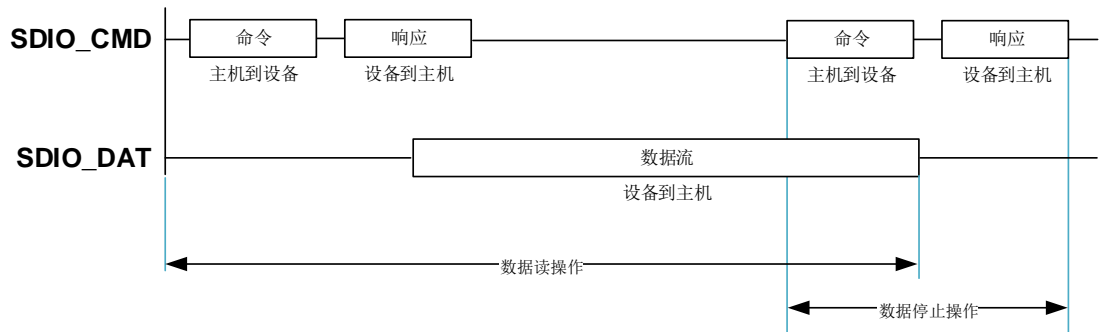 SDIO_CMD
命令
响应
命令
响应
主机到设备
设备到主机
主机到设备
设备到主机
SDIO_DAT
数据流
设备到主机
数据读操作
数据停止操作